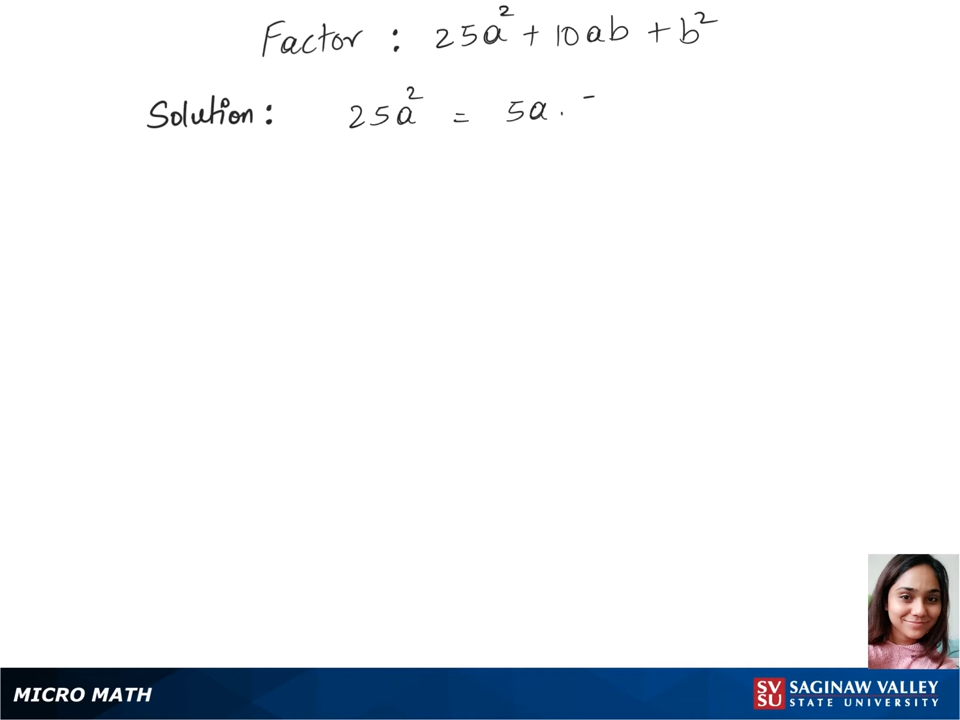 Factor : 25a² + 10ab + b²
Solution : 25a² = 5a ·
MICRO MATH
SV SU SAGINAW VALLEY
STATE UNIVERSITY